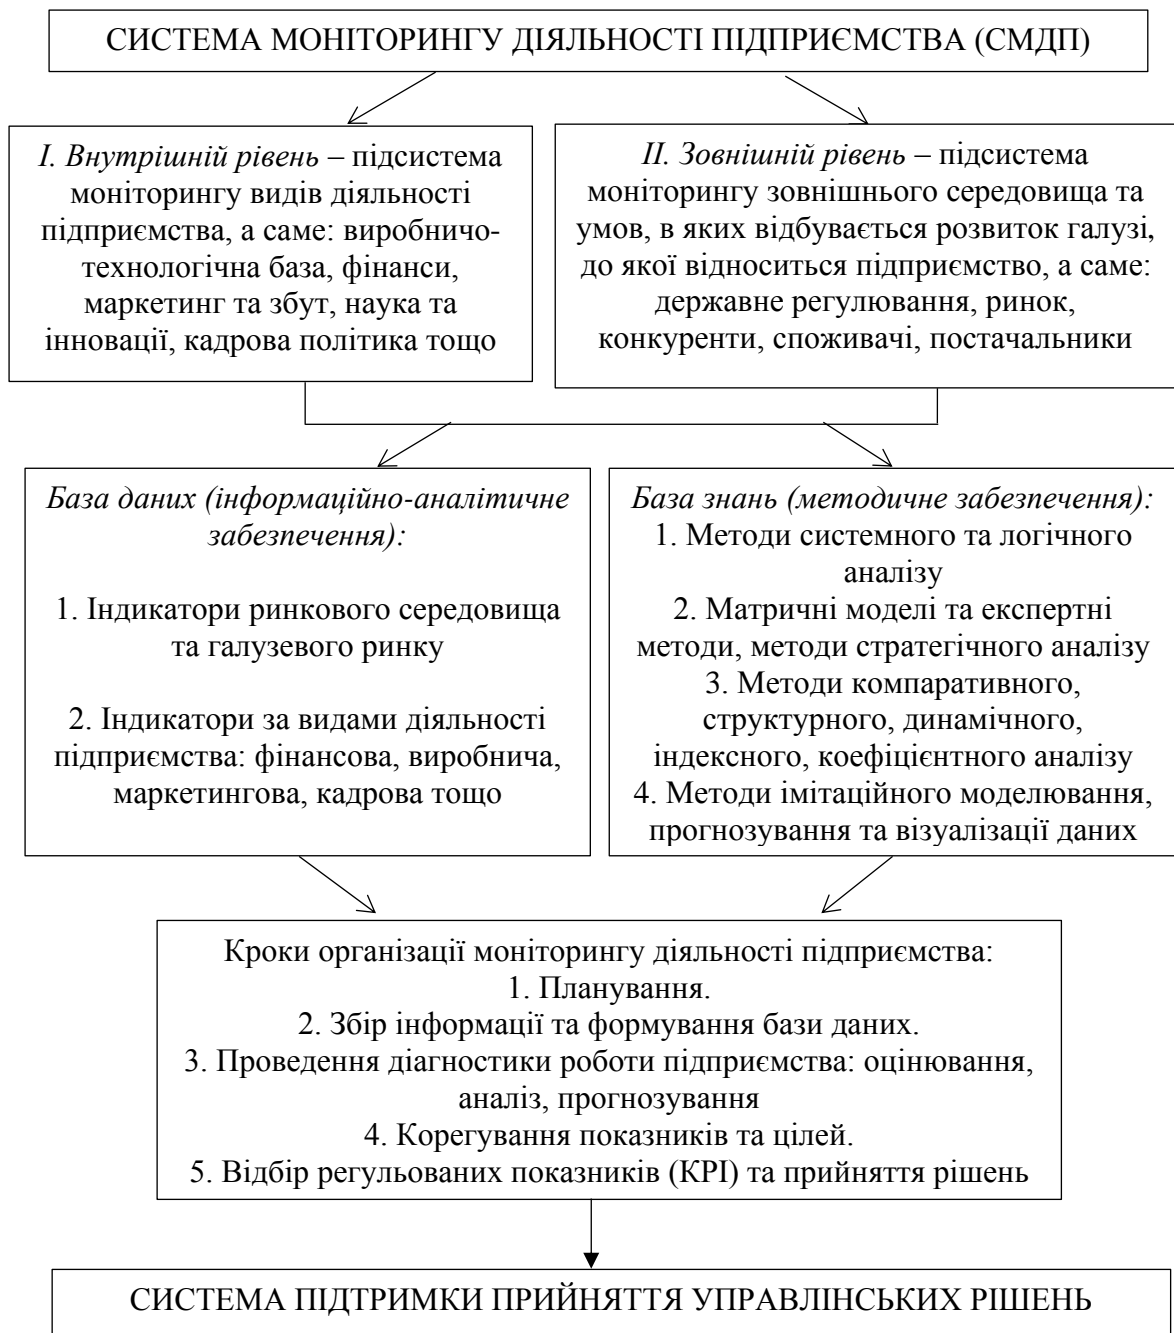 СИСТЕМА МОНІТОРИНГУ ДІЯЛЬНОСТІ ПІДПРИЄМСТВА (СМДП)
I. Внутрішній рівень – підсистема
моніторингу видів діяльності
підприємства, а саме: виробничо-
технологічна база, фінанси,
маркетинг та збут, наука та
інновації, кадрова політика тощо
II. Зовнішній рівень – підсистема
моніторингу зовнішнього середовища та
умов, в яких відбувається розвиток галузі,
до якої відноситься підприємство, а саме:
державне регулювання, ринок,
конкуренти, споживачі, постачальники
База даних (інформаційно-аналітичне
забезпечення):
1. Індикатори ринкового середовища
та галузевого ринку
2. Індикатори за видами діяльності
підприємства: фінансова, виробнича,
маркетингова, кадрова тощо
База знань (методичне забезпечення):
1. Методи системного та логічного
аналізу
2. Матричні моделі та експертні
методи, методи стратегічного аналізу
3. Методи компаративного,
структурного, динамічного,
індексного, коефіцієнтного аналізу
4. Методи імітаційного моделювання,
прогнозування та візуалізації даних
Кроки організації моніторингу діяльності підприємства:
1. Планування.
2. Збір інформації та формування бази даних.
3. Проведення діагностики роботи підприємства: оцінювання,
аналіз, прогнозування
4. Корегування показників та цілей.
5. Відбір регульованих показників (КРІ) та прийняття рішень
СИСТЕМА ПІДТРИМКИ ПРИЙНЯТТЯ УПРАВЛІНСЬКИХ РІШЕНЬ